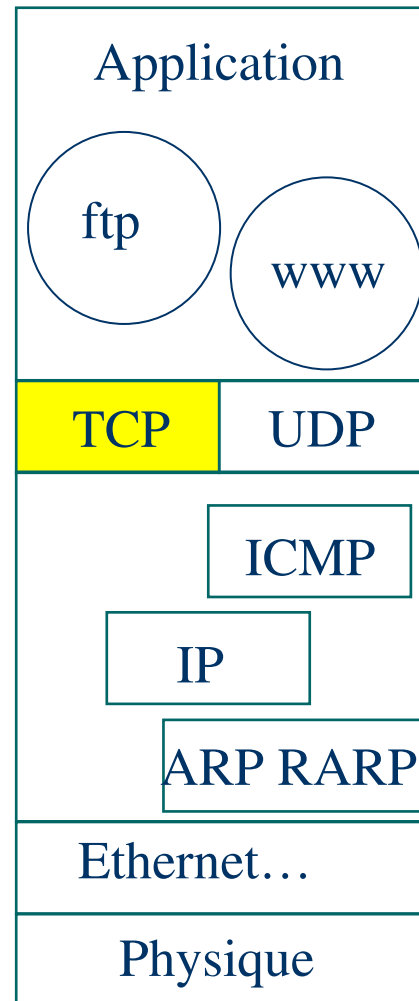 Application
ftp
www
TCP UDP
ICMP
IP
ARP RARP
Ethernet…
Physique